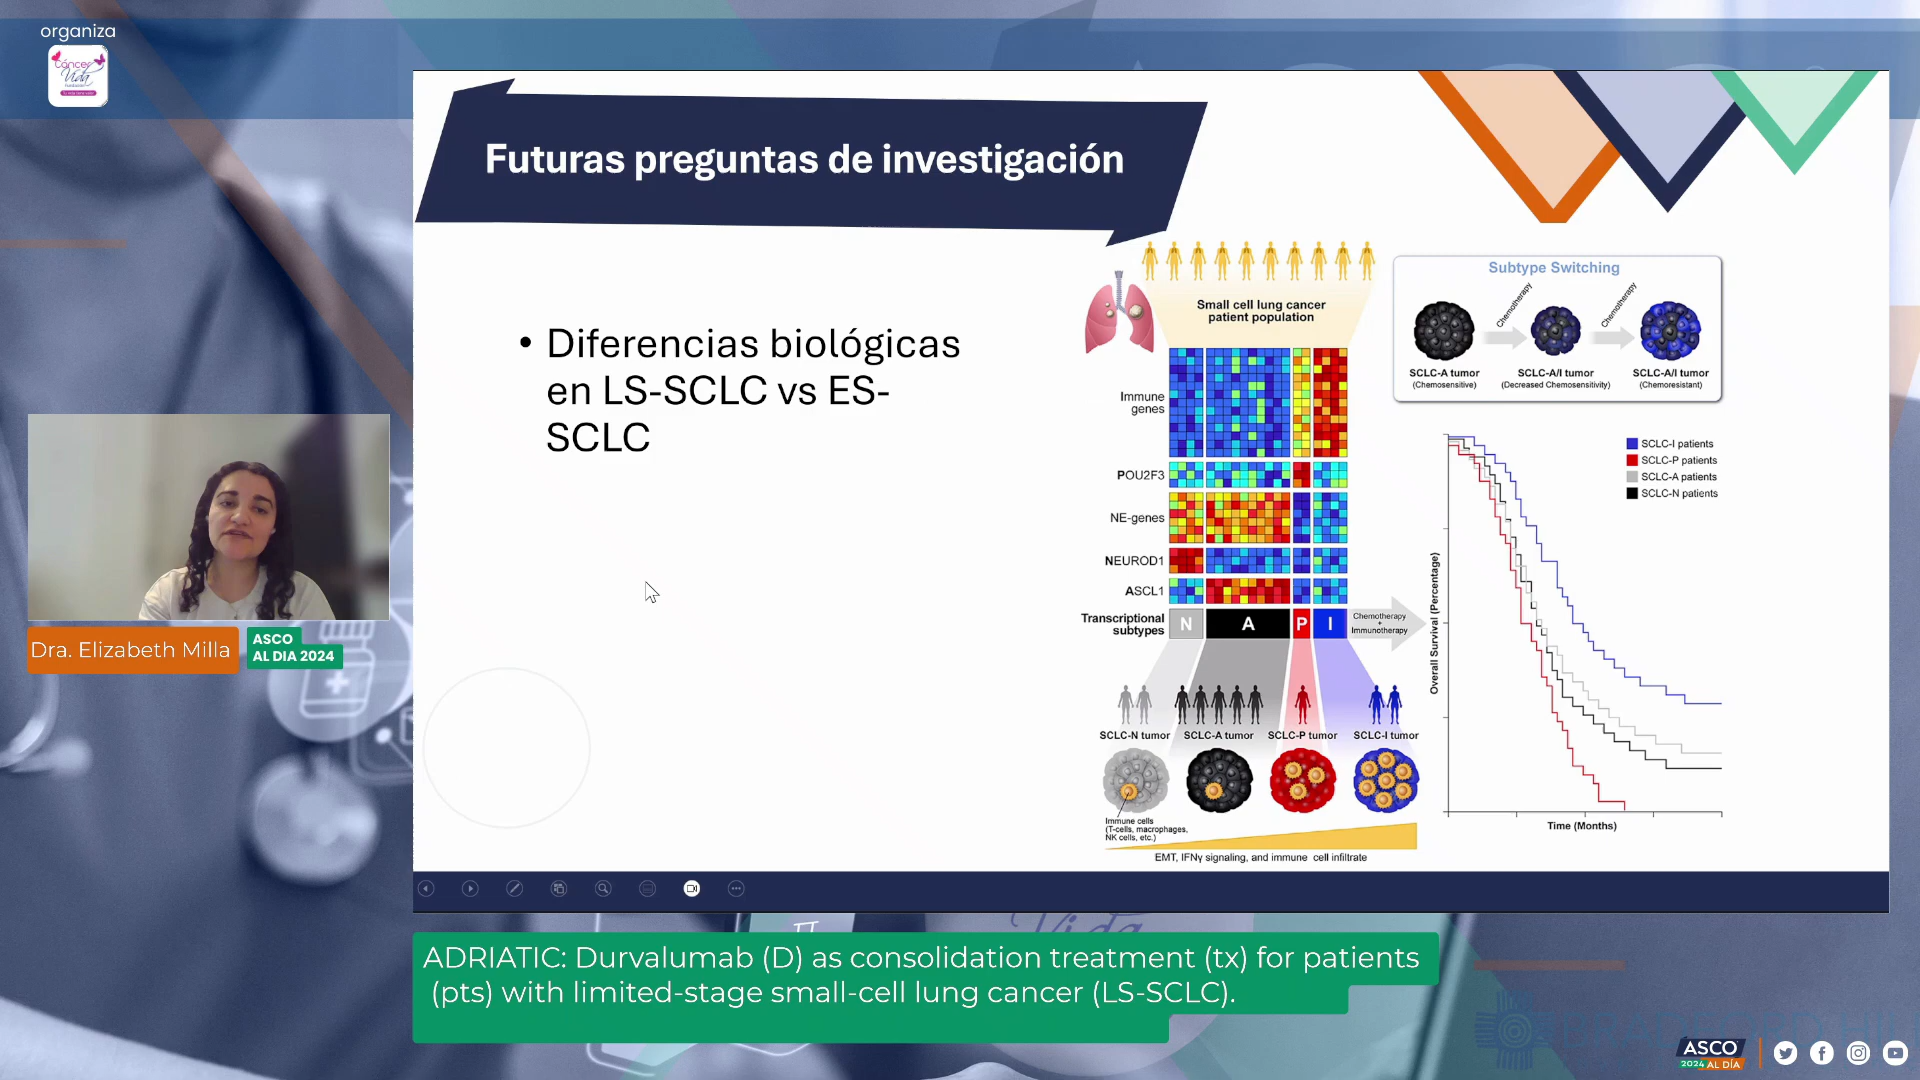 organiza
Cáncer
Vida
Futuras preguntas de investigación
• Diferencias biológicas
en LS-SCLC vs ES-
SCLC
Small cell lung cancer
patient population
Immune
genes
POU2F3
NE-genes
NEUROD1
ASCL1
Transcriptional
subtypes
N
A
P
I
Chemotherapy
+
Immunotherapy
SCLC-N tumor
SCLC-A tumor
SCLC-P tumor
SCLC-I tumor
Immune cells
(T-cells, macrophages,
NK cells, etc.)
EMT, IFNγ signaling, and immune cell infiltrate
Subtype Switching
Chemotherapy
Chemotherapy
SCLC-A tumor
(Chemosensitive)
SCLC-A/I tumor
(Decreased Chemosensitivity)
SCLC-A/I tumor
(Chemoresistant)
SCLC-I patients
SCLC-P patients
SCLC-A patients
SCLC-N patients
Overall Survival (Percentage)
Time (Months)
Dra. Elizabeth Milla
ASCO
AL DIA 2024
Vida
ADRIATIC: Durvalumab (D) as consolidation treatment (tx) for patients
(pts) with limited-stage small-cell lung cancer (LS-SCLC).
BRADFORD HILL
ASCO
2024 AL DÍA